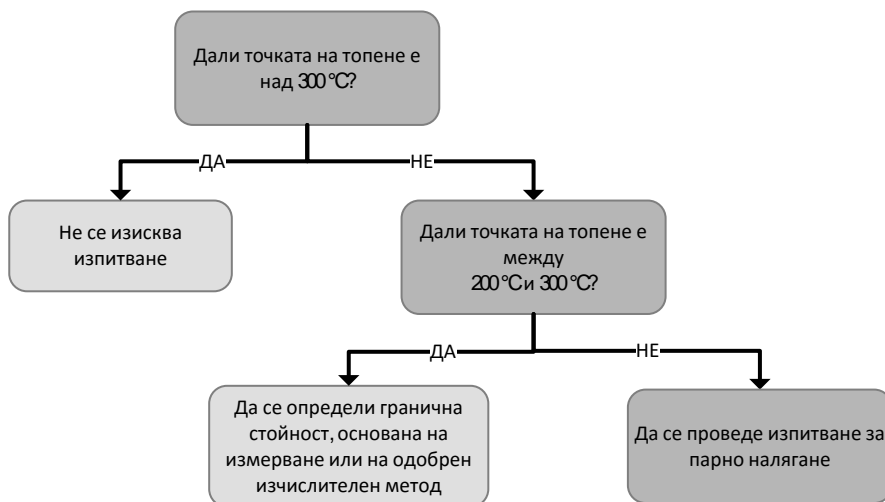 Дали точката на топене е
над 300 °C?
ДА
НЕ
Не се изисква
изпитване
Дали точката на топене е
между
200 °C и 300 °C?
ДА
НЕ
Да се определи гранична
стойност, основана на
измерване или на одобрен
изчислителен метод
Да се проведе изпитване за
парно налягане